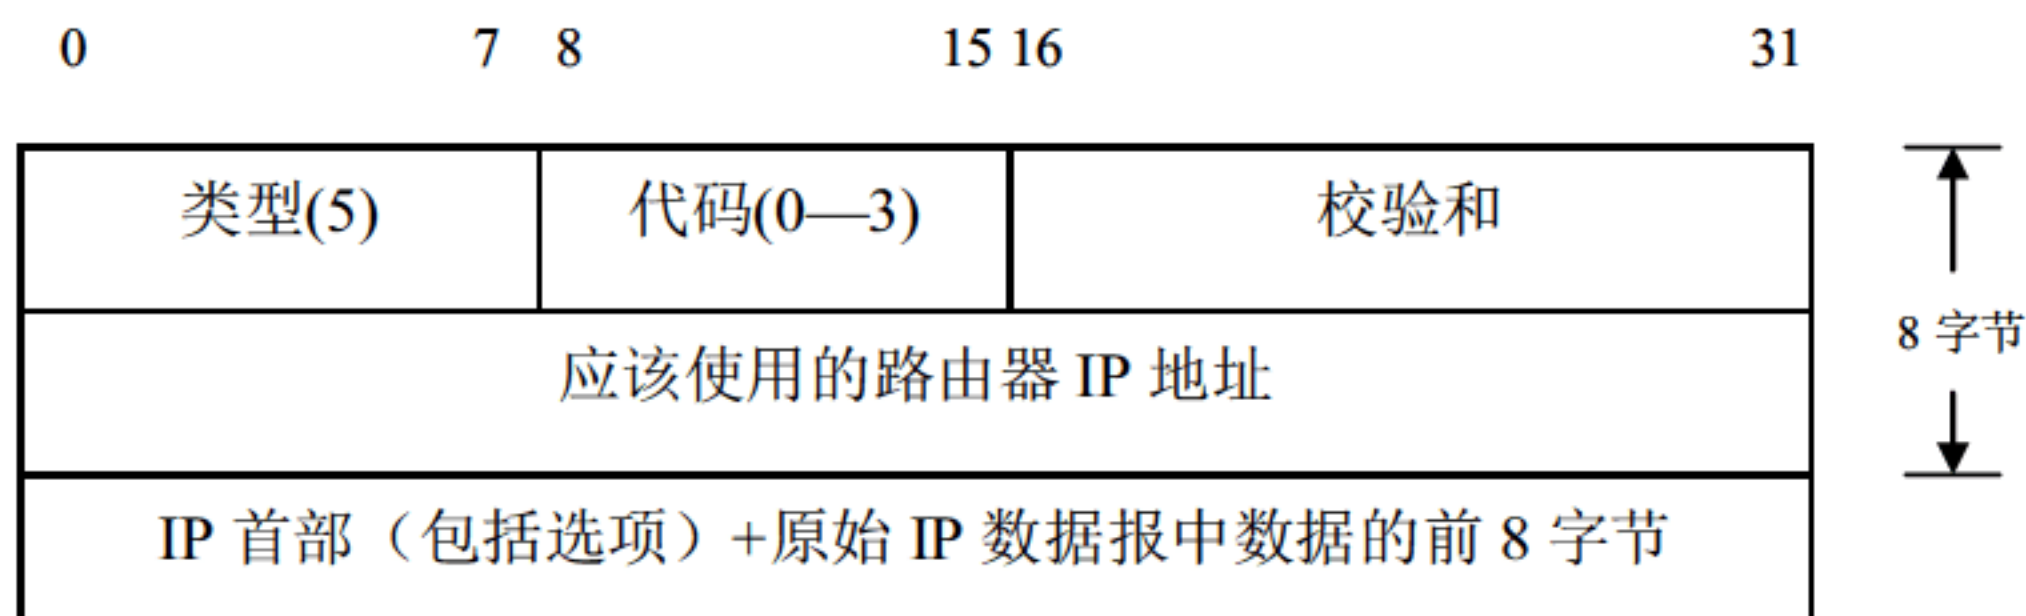 0 7 8 15 16 31
类型(5) 代码(0—3) 校验和
8 字节
应该使用的路由器 IP 地址
IP 首部（包括选项）+原始 IP 数据报中数据的前 8 字节